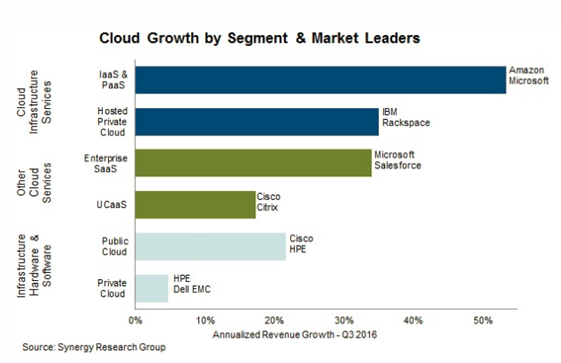 Cloud Growth by Segment & Market Leaders
Cloud
Infrastructure
Services
IaaS &
PaaS
Amazon
Microsoft
Hosted
Private
Cloud
IBM
Rackspace
Other
Cloud
Services
Enterprise
SaaS
Microsoft
Salesforce
UCaaS
Cisco
Citrix
Infrastructure
Hardware &
Software
Public
Cloud
Cisco
HPE
Private
Cloud
HPE
Dell EMC
0% 10% 20% 30% 40% 50%
Annualized Revenue Growth - Q3 2016
Source: Synergy Research Group